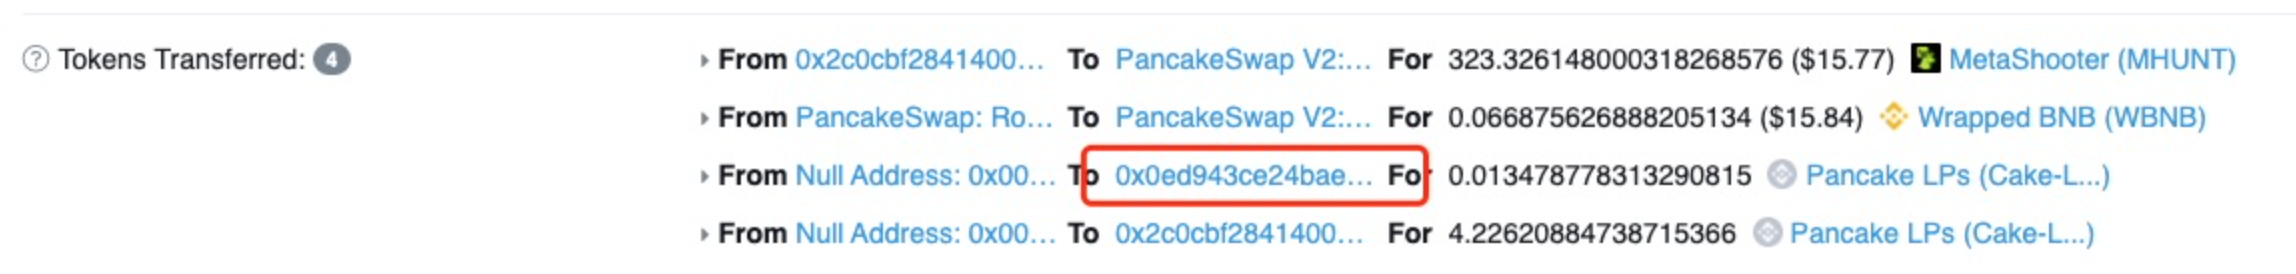 Tokens Transferred: 4
From 0x2c0cbf2841400... To PancakeSwap V2:... For 323.326148000318268576 ($15.77) MetaShooter (MHUNT)
From PancakeSwap: Ro... To PancakeSwap V2:... For 0.066875626888205134 ($15.84) Wrapped BNB (WBNB)
From Null Address: 0x00... To 0x0ed943ce24bae... For 0.013478778313290815 Pancake LPs (Cake-L...)
From Null Address: 0x00... To 0x2c0cbf2841400... For 4.22620884738715366 Pancake LPs (Cake-L...)